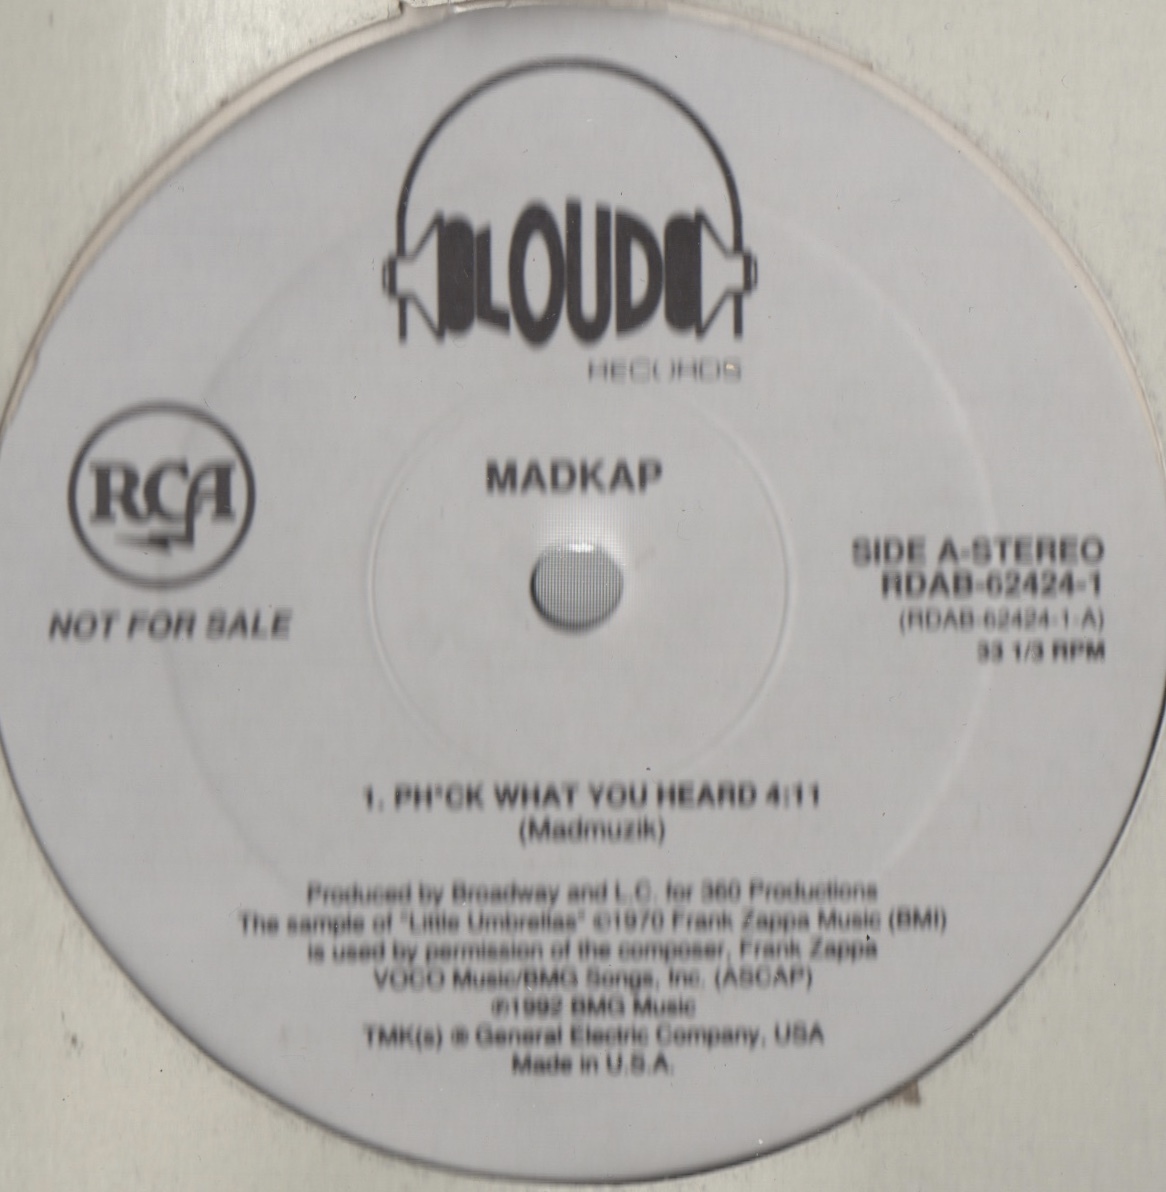 LOUD
RECORDS
RCA
NOT FOR SALE
MADKAP
SIDE A-STEREO
RDAB-62424-1
(RDAB-62424-1-A)
33 1/3 RPM
1. PH*CK WHAT YOU HEARD 4:11
(Madmuzik)
Produced by Broadway and L.C. for 360 Productions
The sample of "Little Umbrellas" ©1970 Frank Zappa Music (BMI)
is used by permission of the composer, Frank Zappa
VOCO Music/BMG Songs, Inc. (ASCAP)
℗1992 BMG Music
TMK(s) ® General Electric Company, USA
Made in U.S.A.